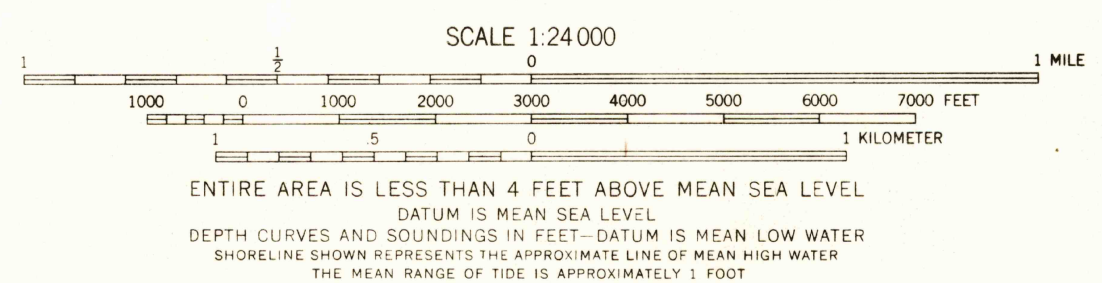 SCALE 1:24 000
1 1/2 0 1 MILE
1000 0 1000 2000 3000 4000 5000 6000 7000 FEET
1 .5 0 1 KILOMETER
ENTIRE AREA IS LESS THAN 4 FEET ABOVE MEAN SEA LEVEL
DATUM IS MEAN SEA LEVEL
DEPTH CURVES AND SOUNDINGS IN FEET—DATUM IS MEAN LOW WATER
SHORELINE SHOWN REPRESENTS THE APPROXIMATE LINE OF MEAN HIGH WATER
THE MEAN RANGE OF TIDE IS APPROXIMATELY 1 FOOT